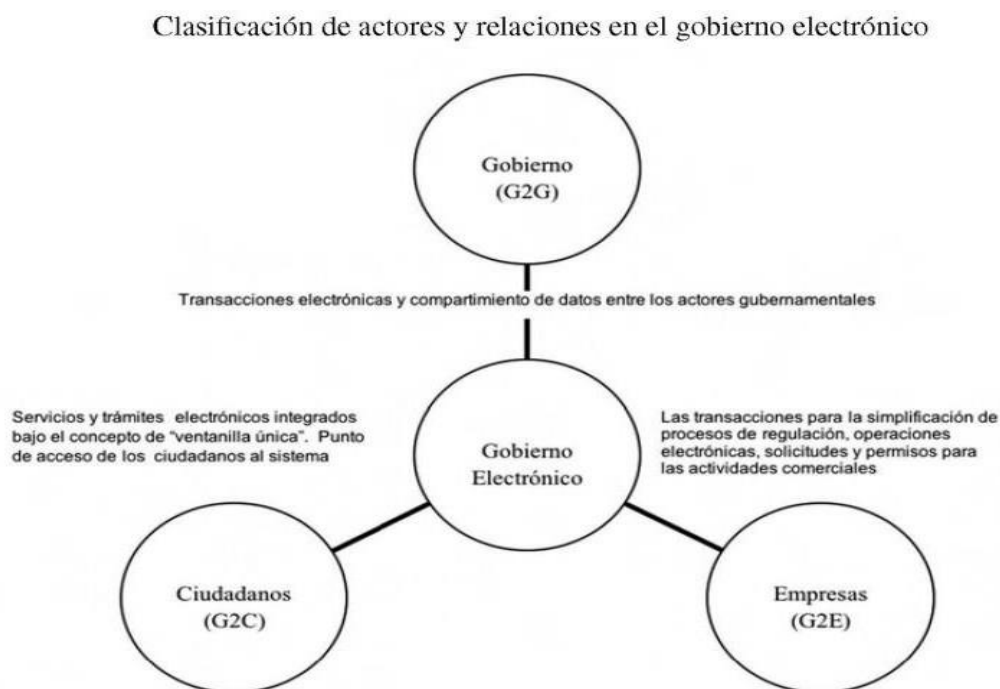 Clasificación de actores y relaciones en el gobierno electrónico
Gobierno
(G2G)
Transacciones electrónicas y compartimiento de datos entre los actores gubernamentales
Servicios y trámites electrónicos integrados
bajo el concepto de "ventanilla única". Punto
de acceso de los ciudadanos al sistema
Gobierno
Electrónico
Las transacciones para la simplificación de
procesos de regulación, operaciones
electrónicas, solicitudes y permisos para
las actividades comerciales
Ciudadanos
(G2C)
Empresas
(G2E)